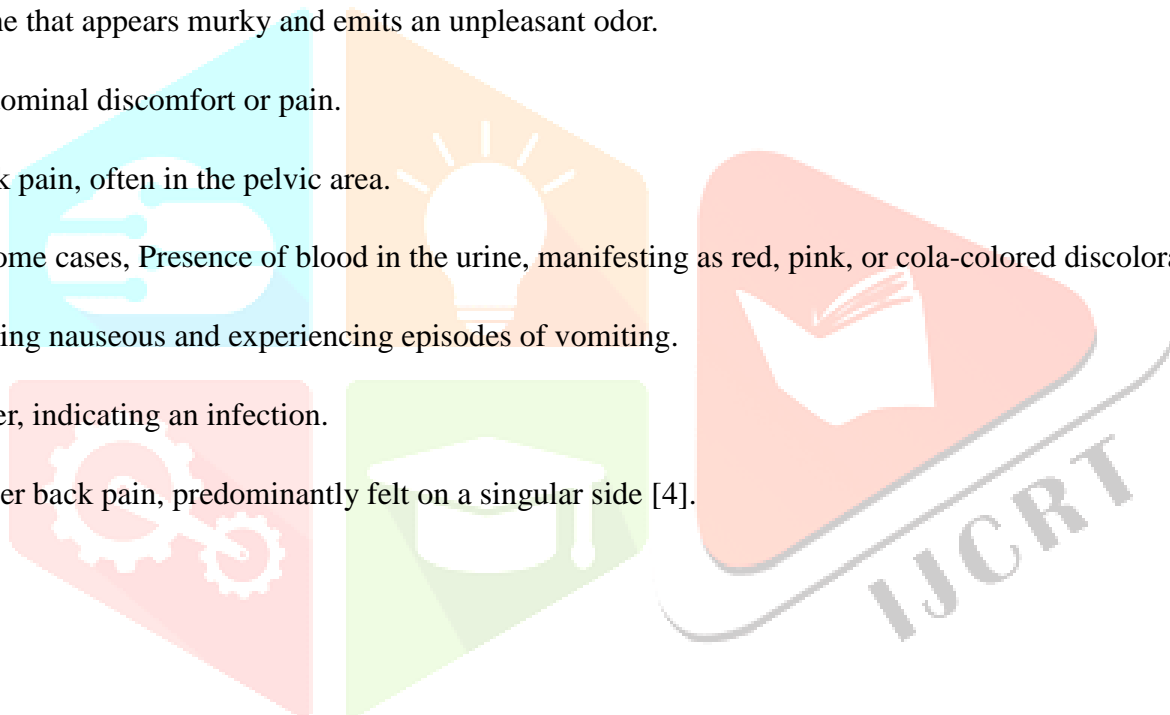 ne that appears murky and emits an unpleasant odor.
ominal discomfort or pain.
k pain, often in the pelvic area.
ome cases, Presence of blood in the urine, manifesting as red, pink, or cola-colored discolora
ing nauseous and experiencing episodes of vomiting.
er, indicating an infection.
er back pain, predominantly felt on a singular side [4].
IJCRT